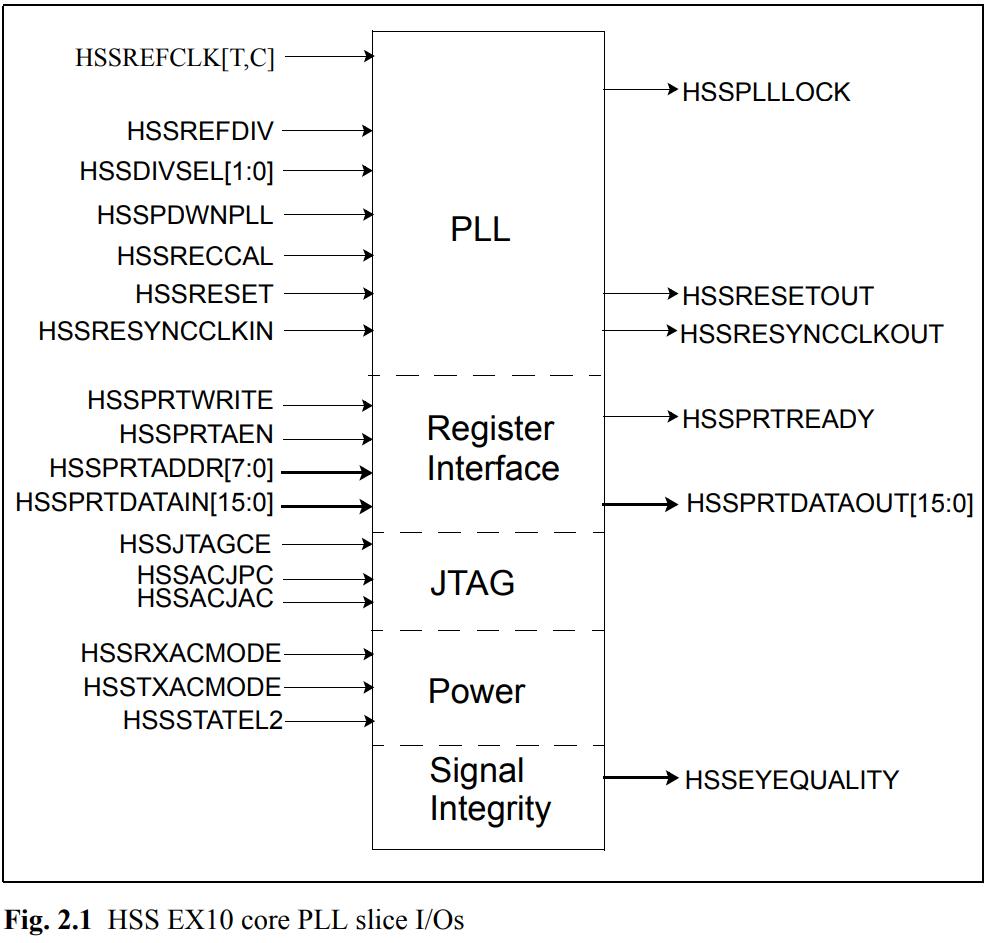 HSSREFCLK[T,C]
HSSPLLLOCK
HSSREFDIV
HSSDIVSEL[1:0]
HSSPDWNPLL
PLL
HSSRECCAL
HSSRESET
HSSRESETOUT
HSSRESYNCCLKIN
HSSRESYNCCLKOUT
HSSPRTWRITE
HSSPRTREADY
HSSPRTAEN
Register
Interface
HSSPRTADDR[7:0]
HSSPRTDATAIN[15:0]
HSSPRTDATAOUT[15:0]
HSSJTAGCE
HSSACJPC
JTAG
HSSACJAC
HSSRXACMODE
HSSTXACMODE
Power
HSSSTATEL2
Signal
Integrity
HSSEYEQUALITY
Fig. 2.1 HSS EX10 core PLL slice I/Os